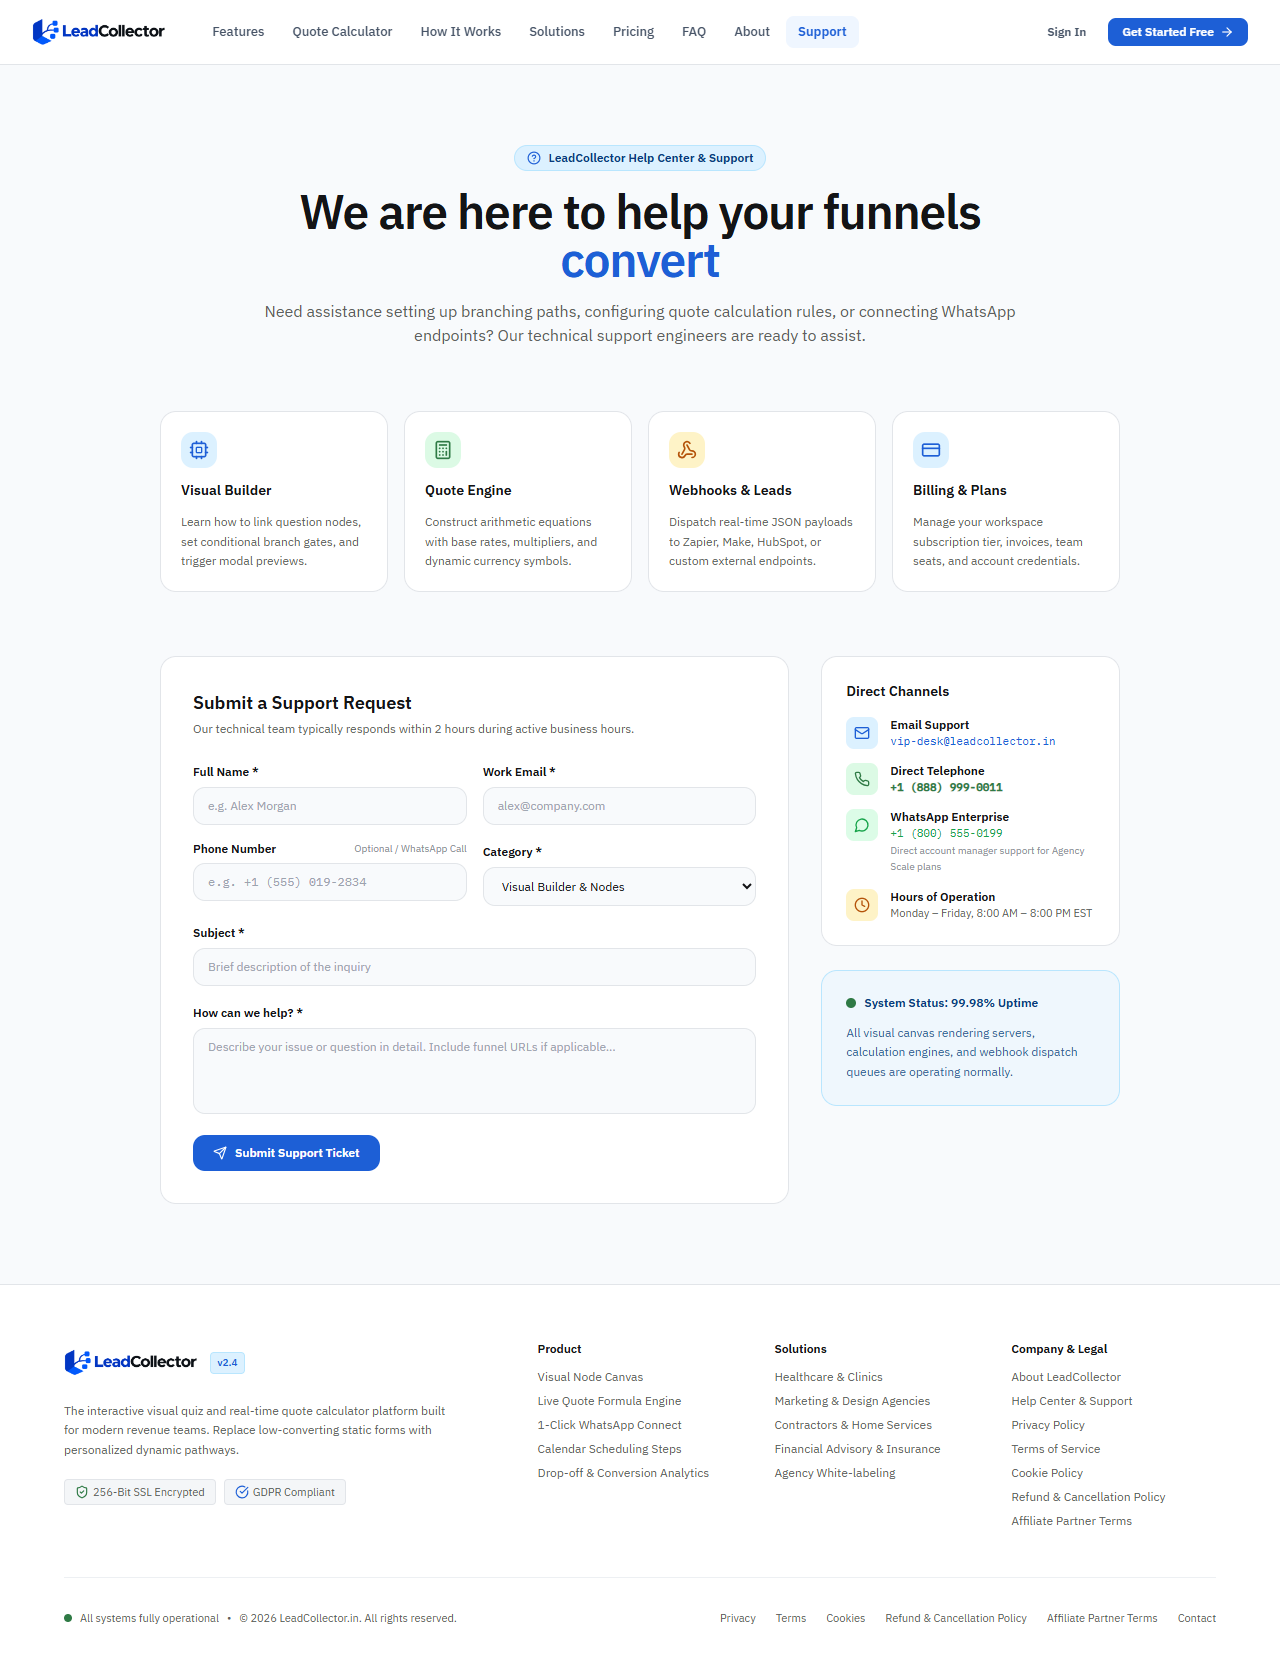 LeadCollector
Features
Quote Calculator
How It Works
Solutions
Pricing
FAQ
About
Support
Sign In
Get Started Free
LeadCollector Help Center & Support
We are here to help your funnels
convert
Need assistance setting up branching paths, configuring quote calculation rules, or connecting WhatsApp
endpoints? Our technical support engineers are ready to assist.
Visual Builder
Learn how to link question nodes,
set conditional branch gates, and
trigger modal previews.
Quote Engine
Construct arithmetic equations
with base rates, multipliers, and
dynamic currency symbols.
Webhooks & Leads
Dispatch real-time JSON payloads
to Zapier, Make, HubSpot, or
custom external endpoints.
Billing & Plans
Manage your workspace
subscription tier, invoices, team
seats, and account credentials.
Submit a Support Request
Our technical team typically responds within 2 hours during active business hours.
Full Name *
e.g. Alex Morgan
Work Email *
alex@company.com
Phone Number
Optional / WhatsApp Call
e.g. +1 (555) 019-2834
Category *
Visual Builder & Nodes
Subject *
Brief description of the inquiry
How can we help? *
Describe your issue or question in detail. Include funnel URLs if applicable...
Submit Support Ticket
Direct Channels
Email Support
vip-desk@leadcollector.in
Direct Telephone
+1 (888) 999-0011
WhatsApp Enterprise
+1 (800) 555-0199
Direct account manager support for Agency
Scale plans
Hours of Operation
Monday – Friday, 8:00 AM – 8:00 PM EST
System Status: 99.98% Uptime
All visual canvas rendering servers,
calculation engines, and webhook dispatch
queues are operating normally.
LeadCollector
v2.4
The interactive visual quiz and real-time quote calculator platform built
for modern revenue teams. Replace low-converting static forms with
personalized dynamic pathways.
256-Bit SSL Encrypted
GDPR Compliant
Product
Visual Node Canvas
Live Quote Formula Engine
1-Click WhatsApp Connect
Calendar Scheduling Steps
Drop-off & Conversion Analytics
Solutions
Healthcare & Clinics
Marketing & Design Agencies
Contractors & Home Services
Financial Advisory & Insurance
Agency White-labeling
Company & Legal
About LeadCollector
Help Center & Support
Privacy Policy
Terms of Service
Cookie Policy
Refund & Cancellation Policy
Affiliate Partner Terms
All systems fully operational • © 2026 LeadCollector.in. All rights reserved.
Privacy
Terms
Cookies
Refund & Cancellation Policy
Affiliate Partner Terms
Contact